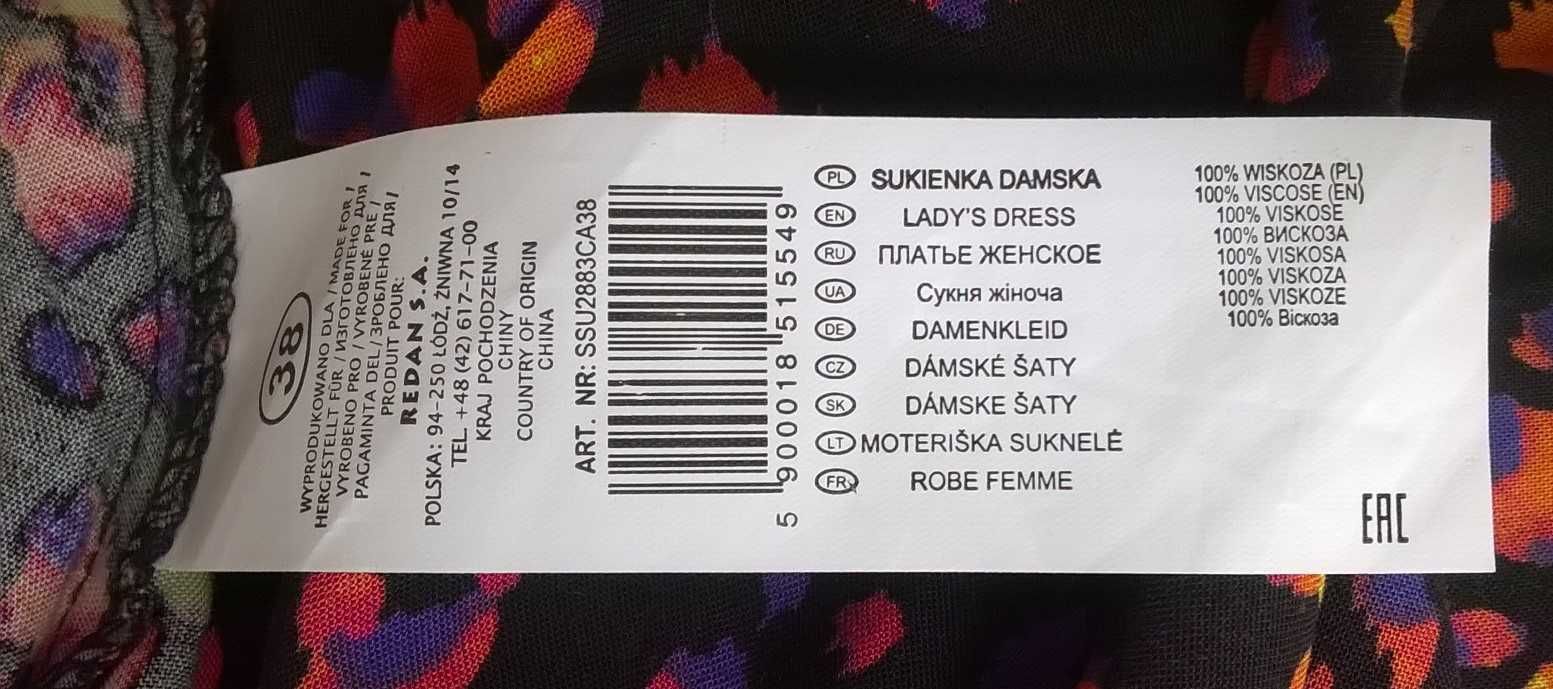 38
WYPRODUKOWANO DLA / MADE FOR /
HERGESTELLT FÜR / ИЗГОТОВЛЕНО ДЛЯ /
VYROBENO PRO / VYROBENÉ PRE /
PAGAMINTA DEL / ЗРОБЛЕНО ДЛЯ /
PRODUIT POUR:
REDAN S.A.
POLSKA: 94-250 ŁÓDŹ, ŻNIWNA 10/14
TEL. +48 (42) 617-71-00
KRAJ POCHODZENIA
CHINY
COUNTRY OF ORIGIN
CHINA
ART. NR: SSU2883CA38
5 900018 515549
PL SUKIENKA DAMSKA
EN LADY'S DRESS
RU ПЛАТЬЕ ЖЕНСКОЕ
UA Сукня жіноча
DE DAMENKLEID
CZ DÁMSKÉ ŠATY
SK DÁMSKE ŠATY
LT MOTERIŠKA SUKNELĖ
FR ROBE FEMME
100% WISKOZA (PL)
100% VISCOSE (EN)
100% VISKOSE
100% ВИСКОЗА
100% VISKOSA
100% VISKOZA
100% VISKOZE
100% Віскоза
EAC